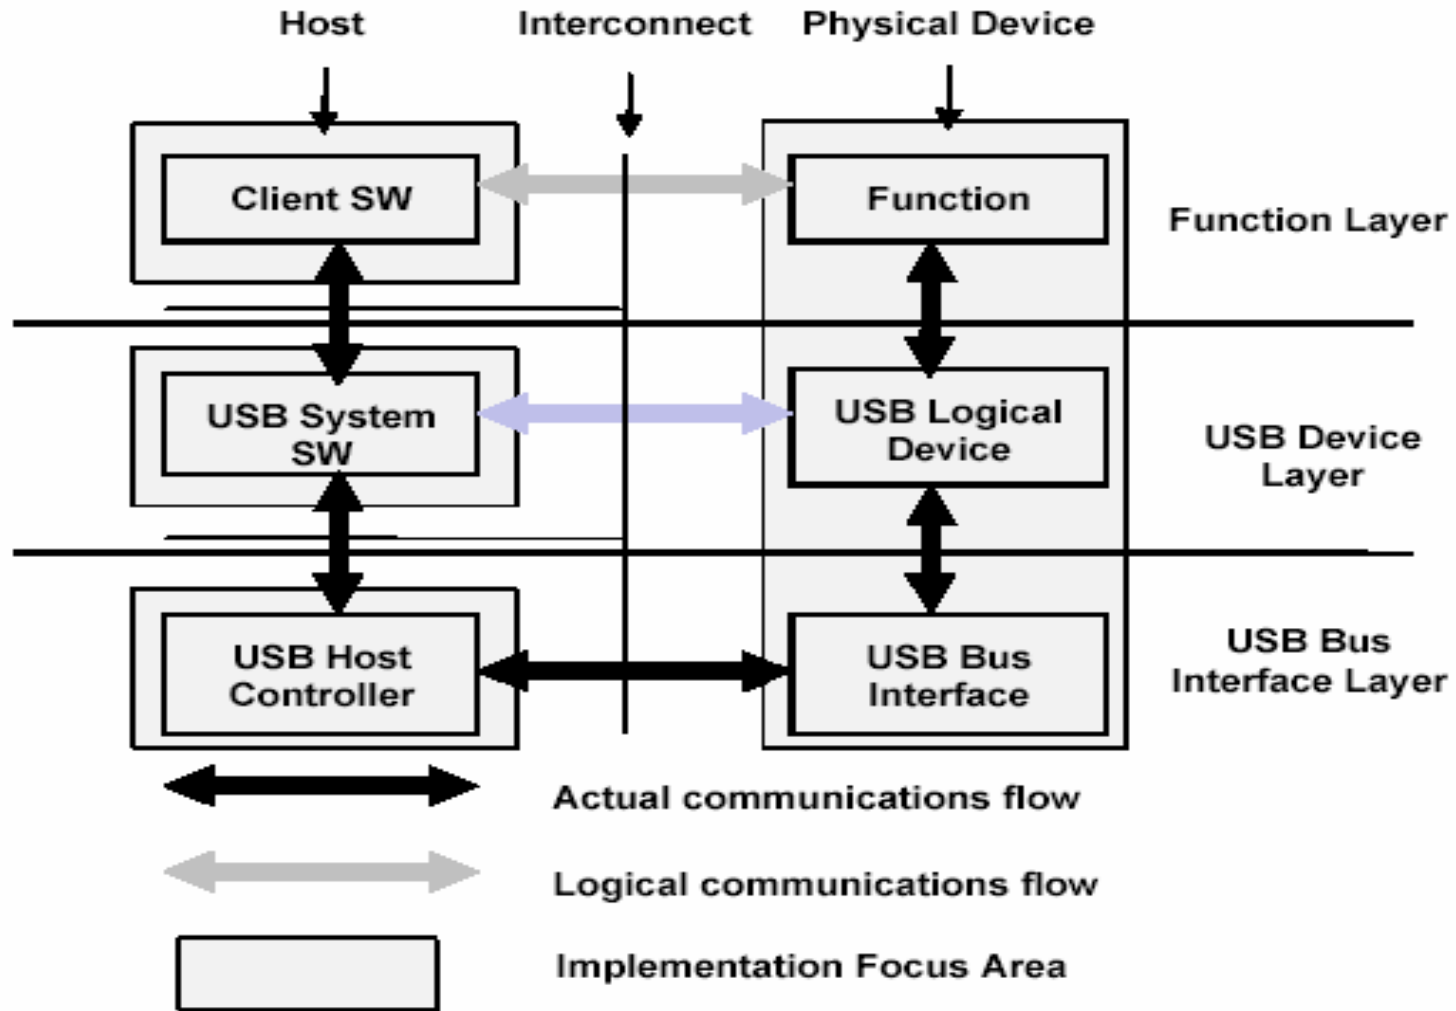 Host
Interconnect
Physical Device
Client SW
Function
Function Layer
USB System
SW
USB Logical
Device
USB Device
Layer
USB Host
Controller
USB Bus
Interface
USB Bus
Interface Layer
Actual communications flow
Logical communications flow
Implementation Focus Area